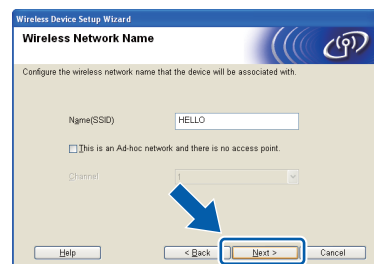 Wireless Device Setup Wizard
Wireless Network Name
Configure the wireless network name that the device will be associated with.
Name(SSID) HELLO
This is an Ad-hoc network and there is no access point.
Channel 1
Help < Back Next > Cancel